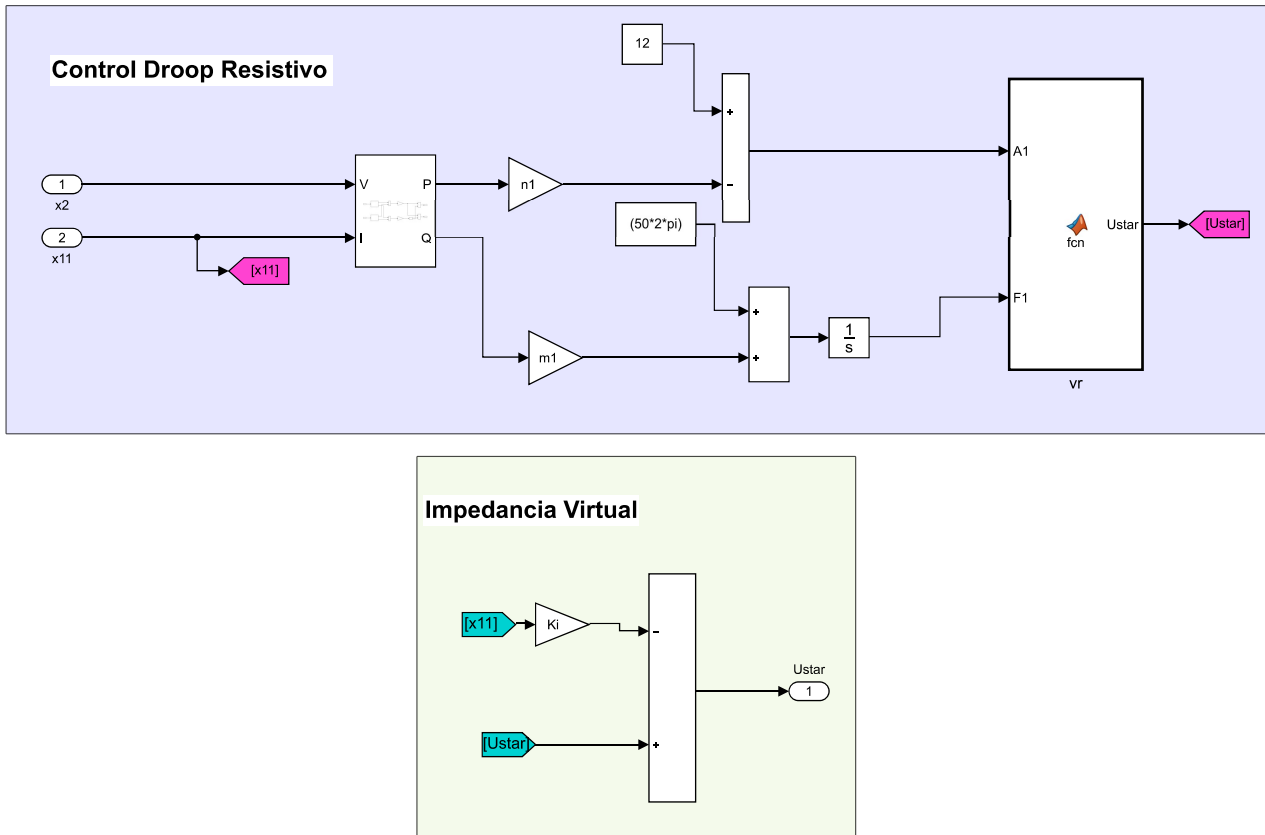 Control Droop Resistivo
12
1
x2
2
x11
[x11]
V
I
P
Q
n1
m1
(50*2*pi)
+
-
+
+
1
s
A1
F1
fcn
Ustar
vr
[Ustar]
Impedancia Virtual
[x11]
Ki
-
[Ustar]
+
Ustar
1